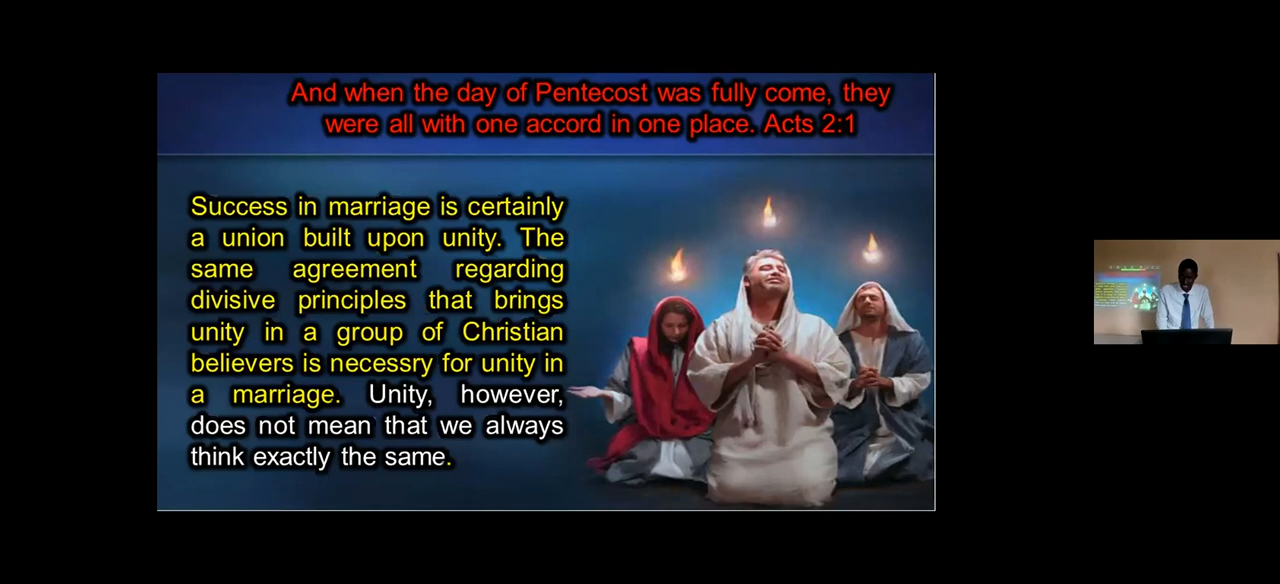 And when the day of Pentecost was fully come, they
were all with one accord in one place. Acts 2:1
Success in marriage is certainly
a union built upon unity. The
same agreement regarding
divisive principles that brings
unity in a group of Christian
believers is necessry for unity in
a marriage. Unity, however,
does not mean that we always
think exactly the same.